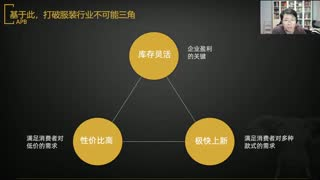 基于此，打破服装行业不可能三角
APB
库存灵活
企业盈利
的关键
满足消费者对
低价的需求
性价比高
极快上新
满足消费者对多种
款式的需求